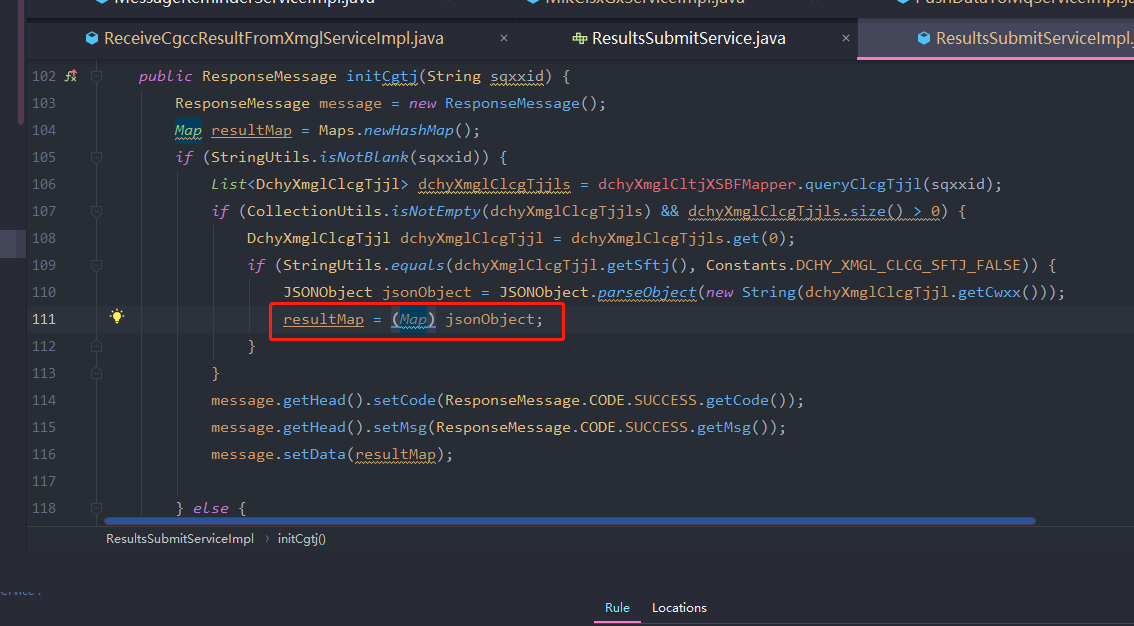 MessageReminderServiceImpl.java
ReceiveCgccResultFromXmglServiceImpl.java × ResultsSubmitService.java × ResultsSubmitServiceImpl.
102 public ResponseMessage initCgtj(String sqxxid) {
103 ResponseMessage message = new ResponseMessage();
104 Map resultMap = Maps.newHashMap();
105 if (StringUtils.isNotBlank(sqxxid)) {
106 List<DchyXmglClcgTjjl> dchyXmglClcgTjjls = dchyXmglCltjXSBFMapper.queryClcgTjjl(sqxxid);
107 if (CollectionUtils.isNotEmpty(dchyXmglClcgTjjls) && dchyXmglClcgTjjls.size() > 0) {
108 DchyXmglClcgTjjl dchyXmglClcgTjjl = dchyXmglClcgTjjls.get(0);
109 if (StringUtils.equals(dchyXmglClcgTjjl.getSftj(), Constants.DCHY_XMGL_CLCG_SFTJ_FALSE)) {
110 JSONObject jsonObject = JSONObject.parseObject(new String(dchyXmglClcgTjjl.getCwxx()));
111 resultMap = (Map) jsonObject;
112 }
113 }
114 message.getHead().setCode(ResponseMessage.CODE.SUCCESS.getCode());
115 message.getHead().setMsg(ResponseMessage.CODE.SUCCESS.getMsg());
116 message.setData(resultMap);
117
118 } else {
ResultsSubmitServiceImpl › initCgtj()
Rule Locations